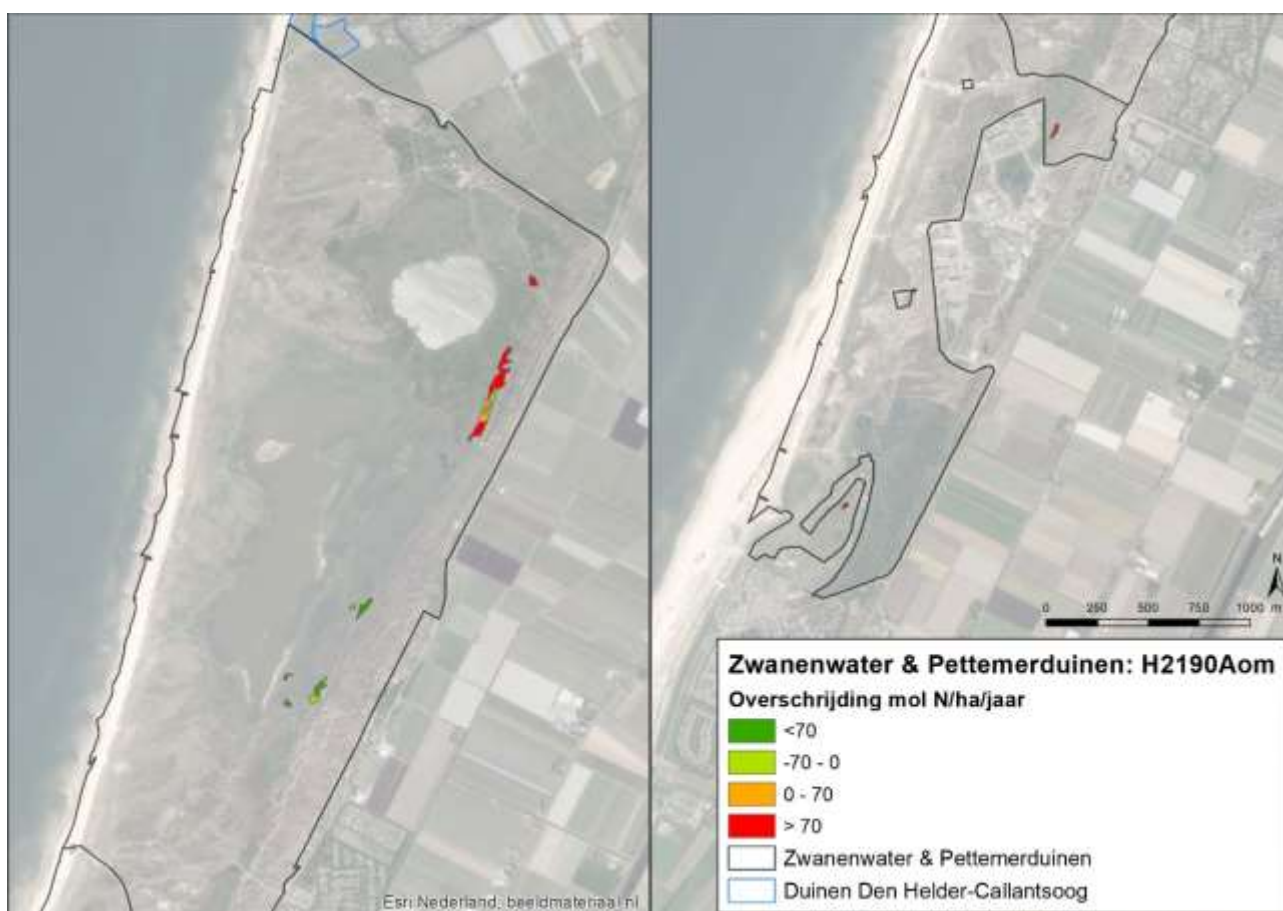 N
0 250 500 750 1000 m
Zwanenwater & Pettemerduinen: H2190Aom
Overschrijding mol N/ha/jaar
<70
-70 - 0
0 - 70
> 70
Zwanenwater & Pettemerduinen
Duinen Den Helder-Callantsoog
Esri Nederland, beeldmateriaal.nl